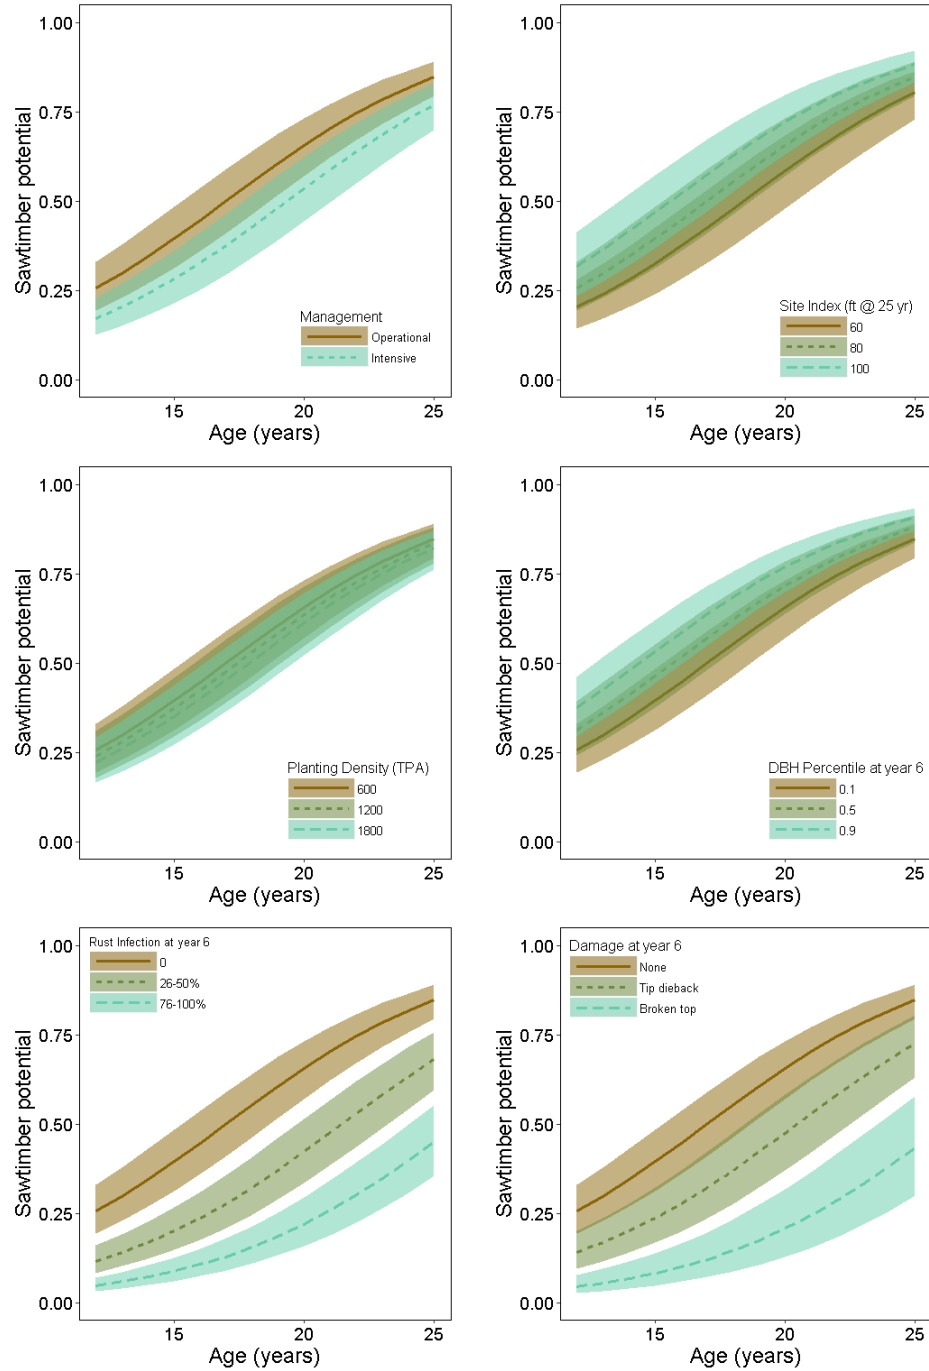 1.00
0.75
0.50
0.25
0.00
Sawtimber potential
Management
Operational
Intensive
15
20
25
Age (years)
1.00
0.75
0.50
0.25
0.00
Sawtimber potential
Site Index (ft @ 25 yr)
60
80
100
15
20
25
Age (years)
1.00
0.75
0.50
0.25
0.00
Sawtimber potential
Planting Density (TPA)
600
1200
1800
15
20
25
Age (years)
1.00
0.75
0.50
0.25
0.00
Sawtimber potential
DBH Percentile at year 6
0.1
0.5
0.9
15
20
25
Age (years)
1.00
0.75
0.50
0.25
0.00
Sawtimber potential
Rust Infection at year 6
0
26-50%
76-100%
15
20
25
Age (years)
1.00
0.75
0.50
0.25
0.00
Sawtimber potential
Damage at year 6
None
Tip dieback
Broken top
15
20
25
Age (years)